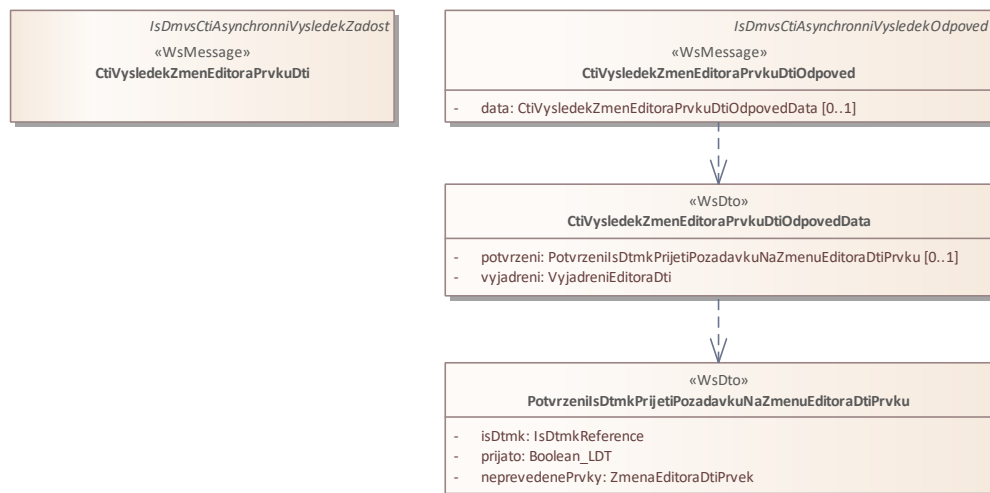 IsDmvsCtiAsynchronniVysledekZadost
«WsMessage»
CtiVysledekZmenEditoraPrvkuDti
IsDmvsCtiAsynchronniVysledekOdpoved
«WsMessage»
CtiVysledekZmenEditoraPrvkuDtiOdpoved
- data: CtiVysledekZmenEditoraPrvkuDtiOdpovedData [0..1]
«WsDto»
CtiVysledekZmenEditoraPrvkuDtiOdpovedData
- potvrzeni: PotvrzeniIsDtmkPrijetiPozadavkuNaZmenuEditoraDtiPrvku [0..1]
- vyjadreni: VyjadreniEditoraDti
«WsDto»
PotvrzeniIsDtmkPrijetiPozadavkuNaZmenuEditoraDtiPrvku
- isDtmk: IsDtmkReference
- prijato: Boolean_LDT
- neprevedenePrvky: ZmenaEditoraDtiPrvek